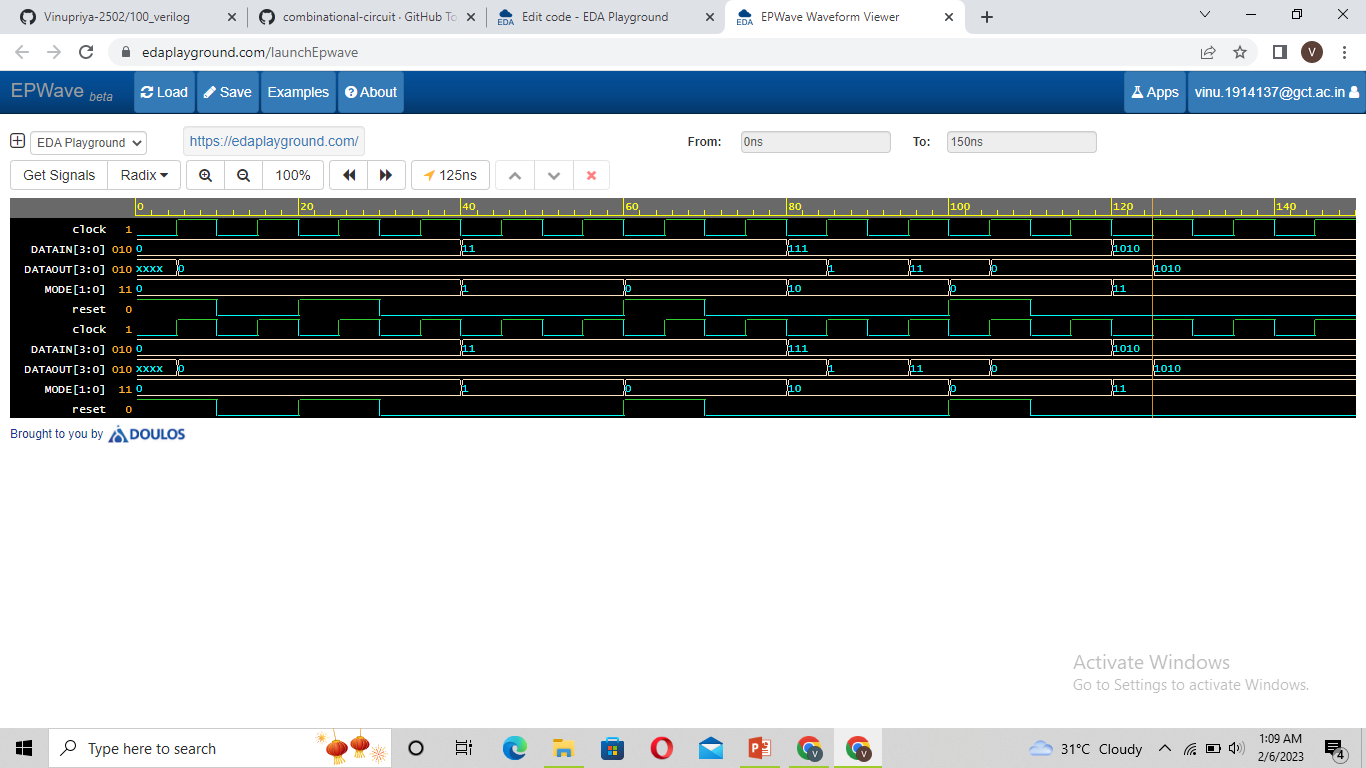 Vinupriya-2502/100_verilog
combinational-circuit · GitHub To
Edit code - EDA Playground
EPWave Waveform Viewer
edaplayground.com/launchEpwave
V
EPWave beta
Load
Save
Examples
About
Apps
vinu.1914137@gct.ac.in
EDA Playground
https://edaplayground.com/
From:
0ns
To:
150ns
Get Signals
Radix
100%
125ns
0 20 40 60 80 100 120 140
clock 1
DATAIN[3:0] 010 0 11 111 1010
DATAOUT[3:0] 010 xxxx 0 1 11 0 1010
MODE[1:0] 11 0 1 0 10 0 11
reset 0
clock 1
DATAIN[3:0] 010 0 11 111 1010
DATAOUT[3:0] 010 xxxx 0 1 11 0 1010
MODE[1:0] 11 0 1 0 10 0 11
reset 0
Brought to you by DOULOS
Activate Windows
Go to Settings to activate Windows.
Type here to search
31°C Cloudy
1:09 AM
2/6/2023
4